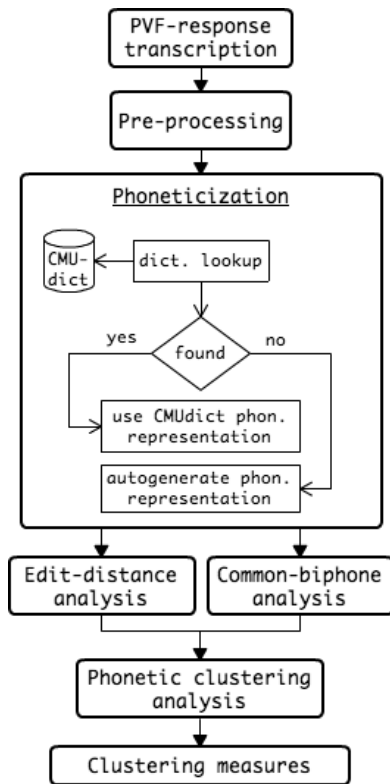 PVF-response
transcription
Pre-processing
Phoneticization
CMU-
dict
dict. lookup
yes
found
no
use CMUdict phon.
representation
autogenerate phon.
representation
Edit-distance
analysis
Common-biphone
analysis
Phonetic clustering
analysis
Clustering measures